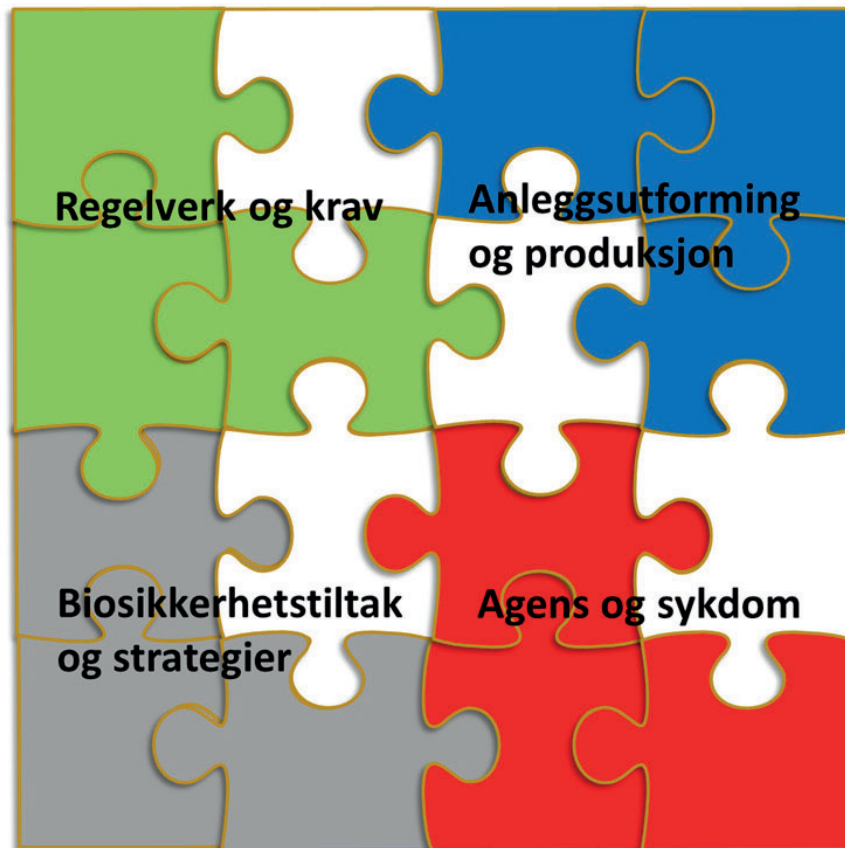 Regelverk og krav
Anleggsutforming
og produksjon
Biosikkerhetstiltak
og strategier
Agens og sykdom